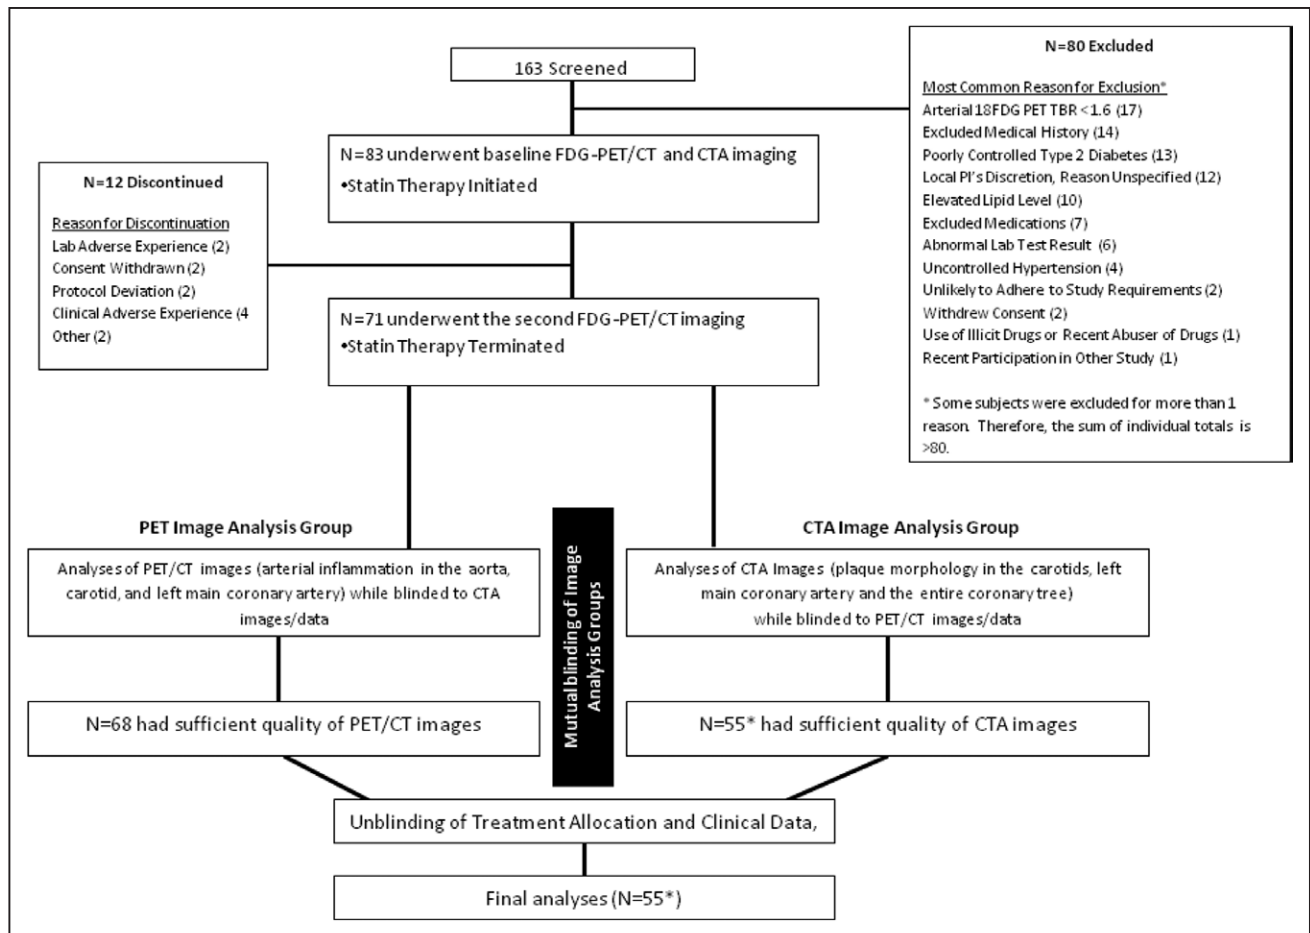 163 Screened
N=80 Excluded
Most Common Reason for Exclusion*
Arterial 18FDG PET TBR <1.6 (17)
Excluded Medical History (14)
Poorly Controlled Type 2 Diabetes (13)
Local PI's Discretion, Reason Unspecified (12)
Elevated Lipid Level (10)
Excluded Medications (7)
Abnormal Lab Test Result (6)
Uncontrolled Hypertension (4)
Unlikely to Adhere to Study Requirements (2)
Withdrew Consent (2)
Use of Illicit Drugs or Recent Abuser of Drugs (1)
Recent Participation in Other Study (1)
* Some subjects were excluded for more than 1
reason. Therefore, the sum of individual totals is
>80.
N=83 underwent baseline FDG-PET/CT and CTA imaging
•Statin Therapy Initiated
N=12 Discontinued
Reason for Discontinuation
Lab Adverse Experience (2)
Consent Withdrawn (2)
Protocol Deviation (2)
Clinical Adverse Experience (4
Other (2)
N=71 underwent the second FDG-PET/CT imaging
•Statin Therapy Terminated
PET Image Analysis Group
Analyses of PET/CT images (arterial inflammation in the aorta,
carotid, and left main coronary artery) while blinded to CTA
images/data
N=68 had sufficient quality of PET/CT images
Mutual blinding of Image
Analysis Groups
CTA Image Analysis Group
Analyses of CTA Images (plaque morphology in the carotids, left
main coronary artery and the entire coronary tree)
while blinded to PET/CT images/data
N=55* had sufficient quality of CTA images
Unblinding of Treatment Allocation and Clinical Data,
Final analyses (N=55*)